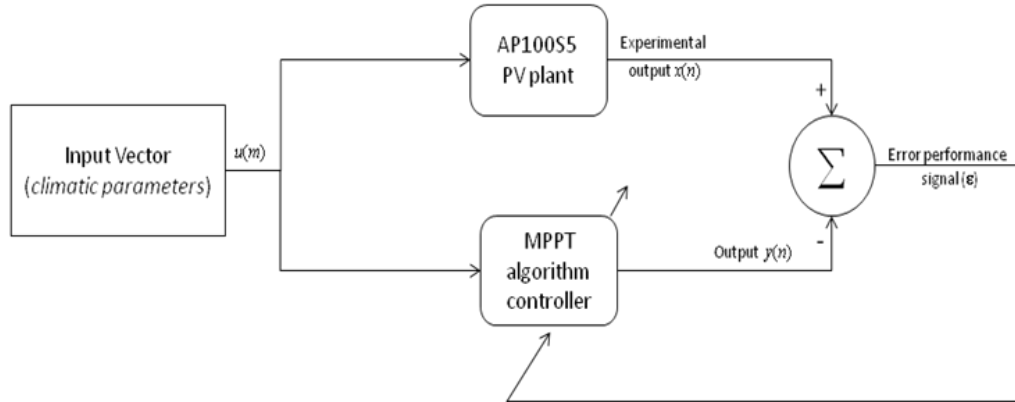 Input Vector
(climatic parameters)
u(m)
AP100S5
PV plant
Experimental
output x(n)
+
Σ
Error performance
signal (ε)
MPPT
algorithm
controller
Output y(n)
-